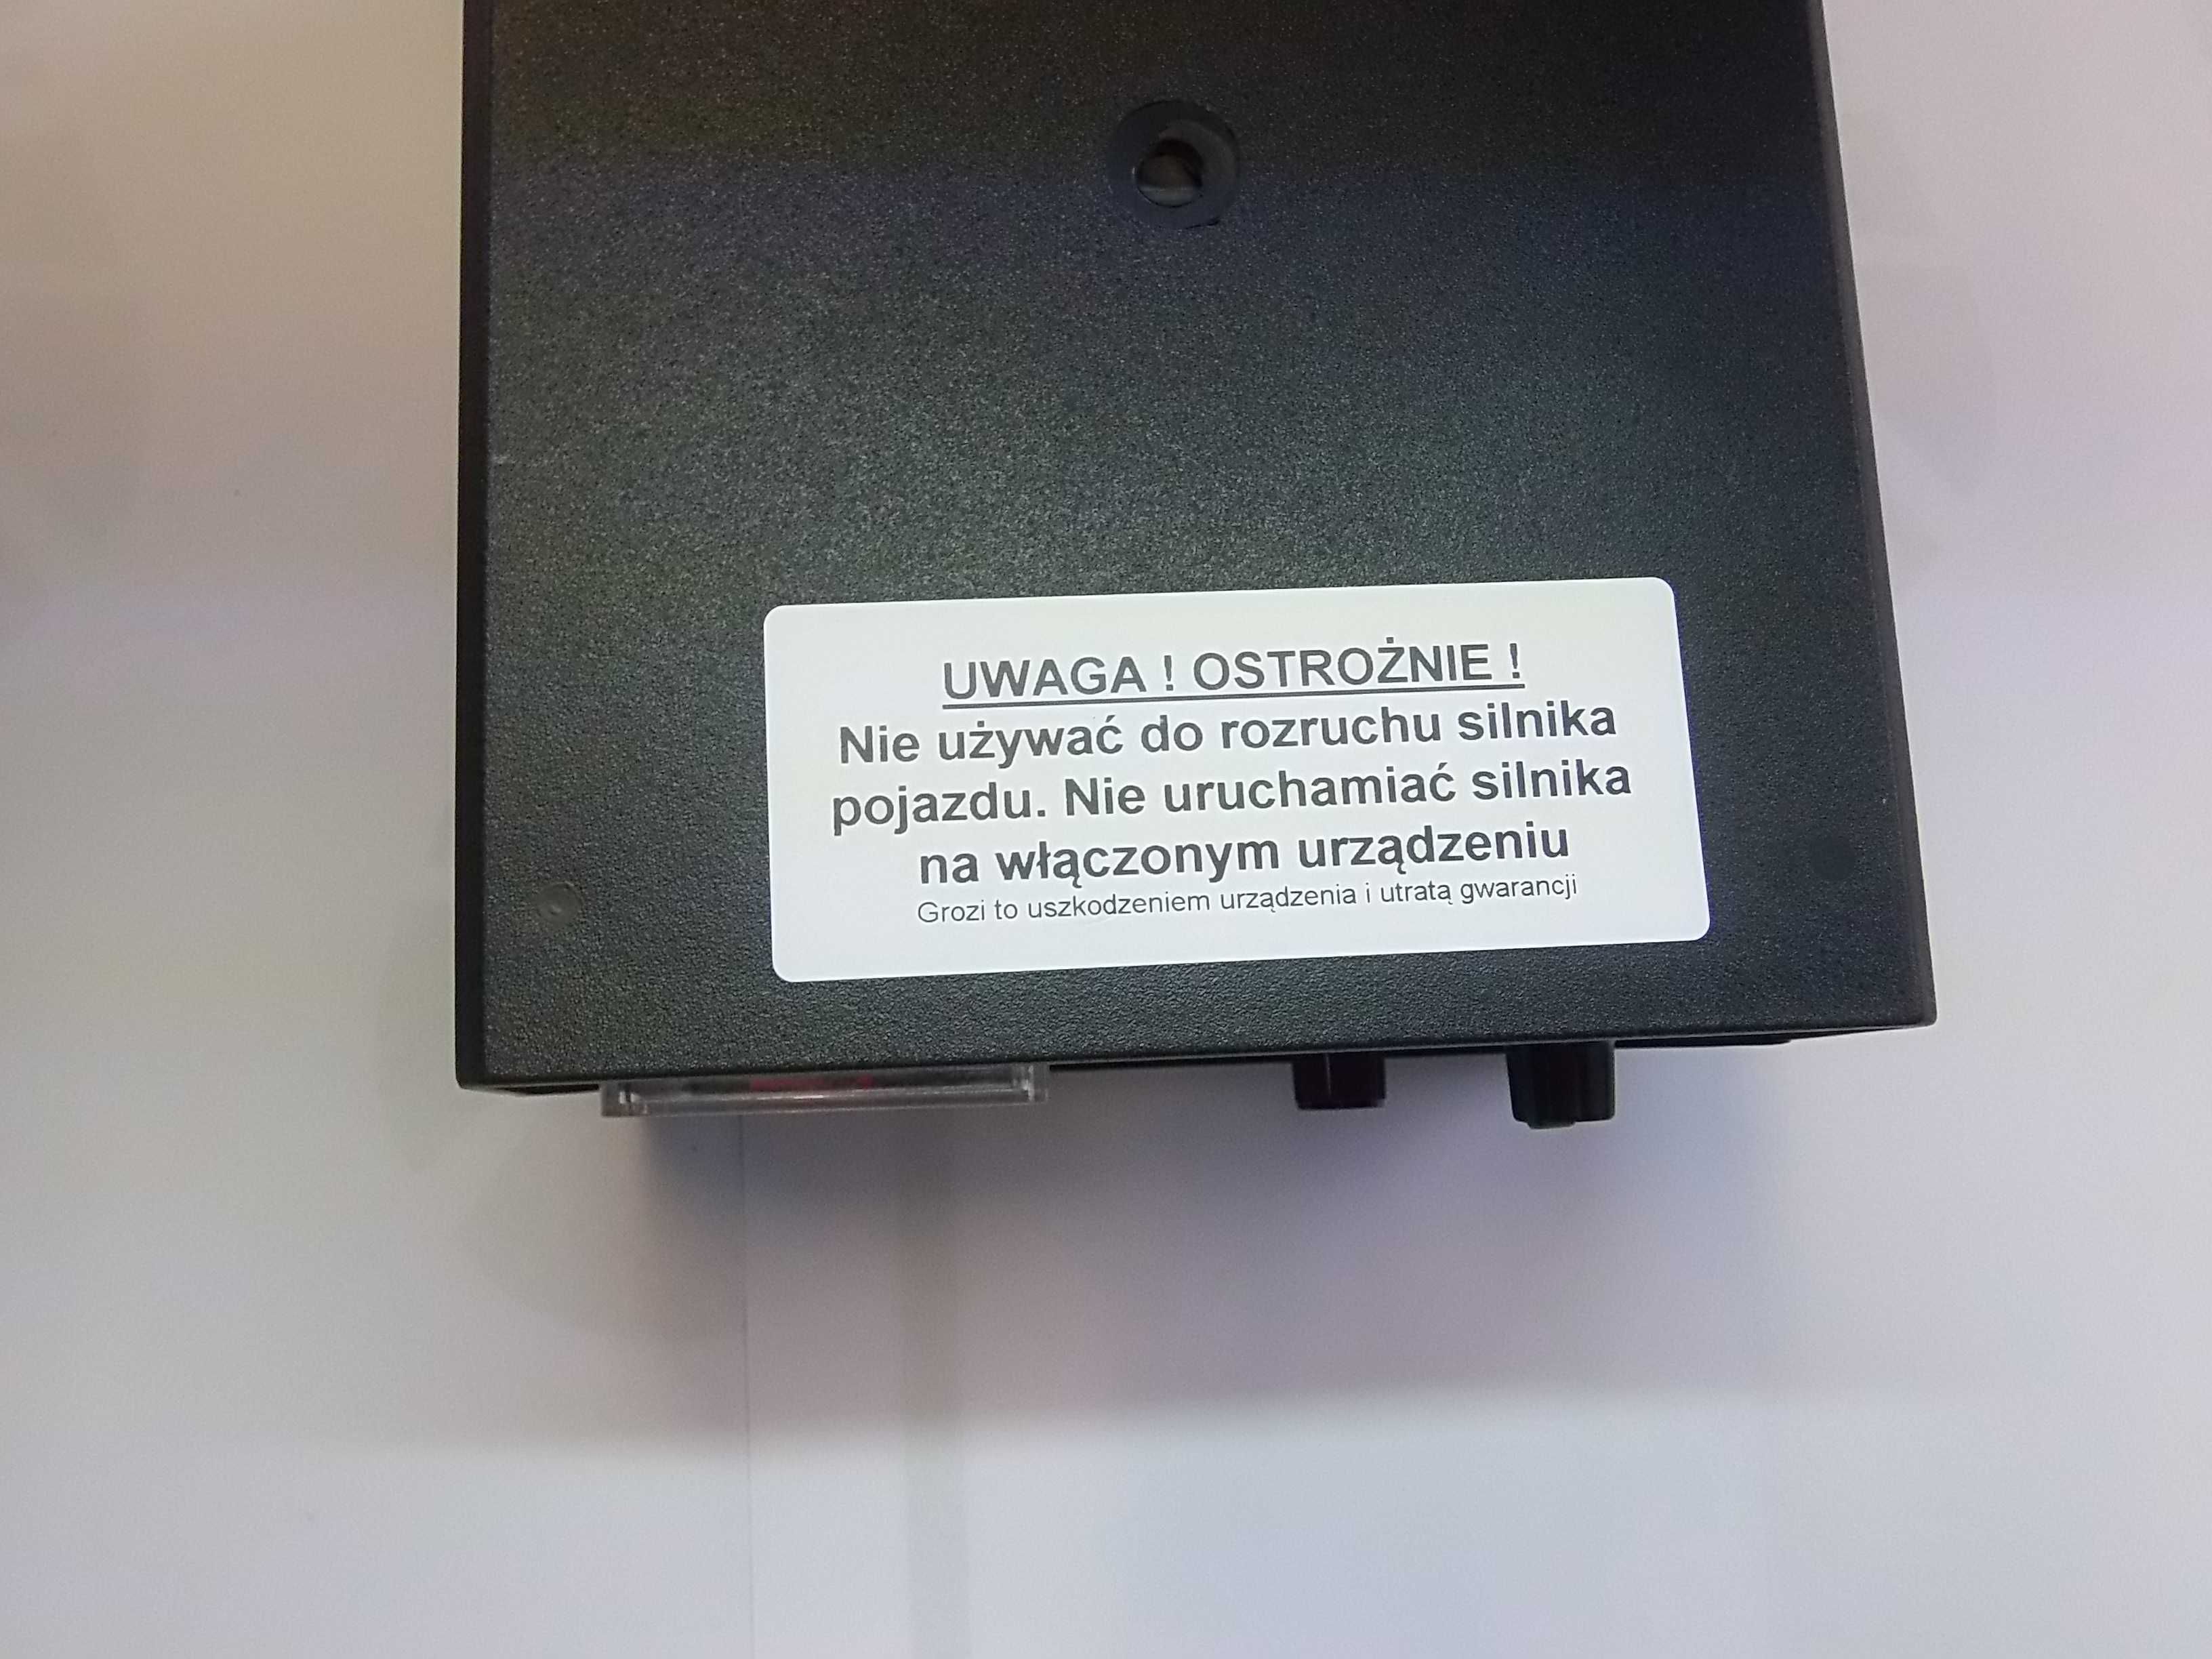 UWAGA ! OSTROŻNIE !
Nie używać do rozruchu silnika
pojazdu. Nie uruchamiać silnika
na włączonym urządzeniu
Grozi to uszkodzeniem urządzenia i utratą gwarancji